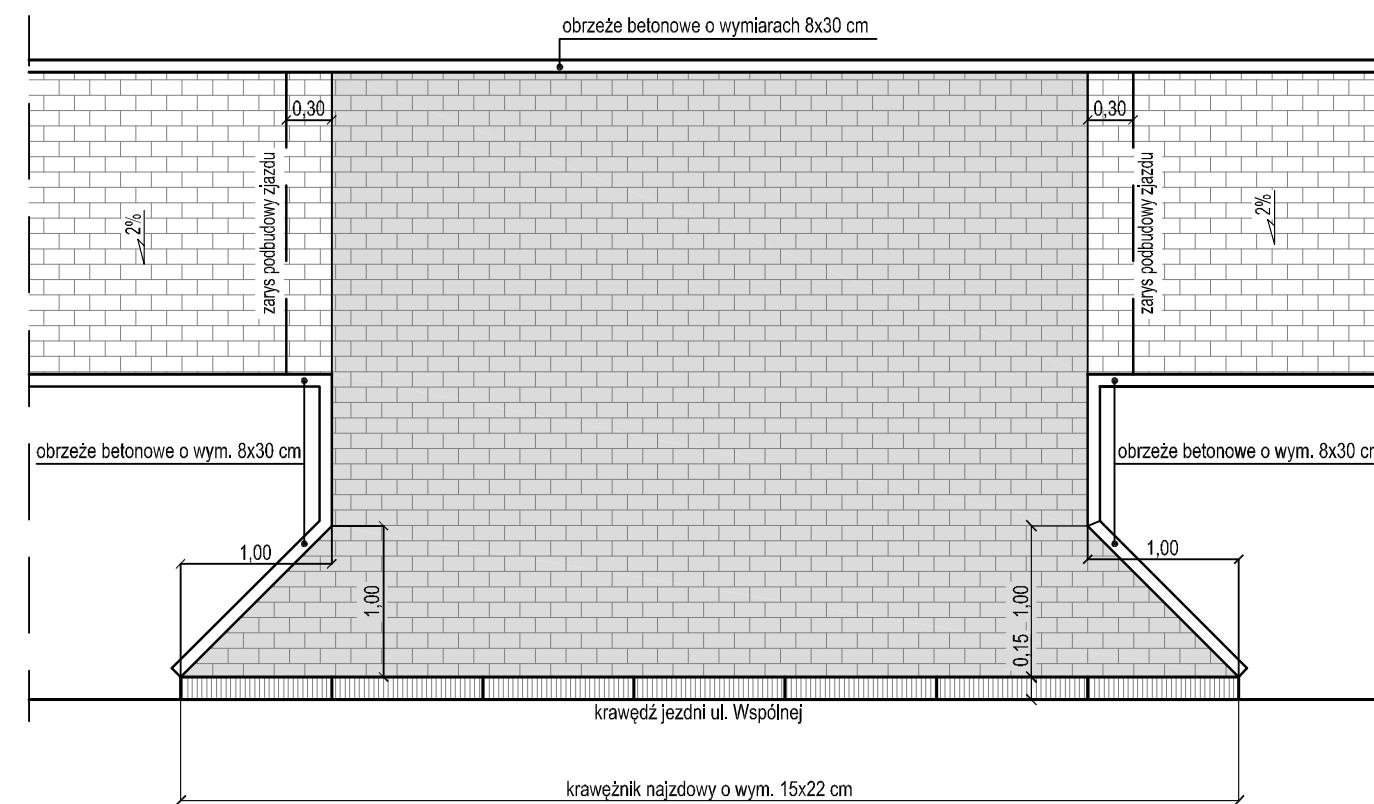 obrzeże betonowe o wymiarach 8x30 cm
0,30
0,30
zarys podbudowy zjazdu
zarys podbudowy zjazdu
2%
2%
obrzeże betonowe o wym. 8x30 cm
obrzeże betonowe o wym. 8x30 cm
1,00
1,00
1,00
0,15
1,00
krawędź jezdni ul. Wspólnej
krawężnik najzdowy o wym. 15x22 cm